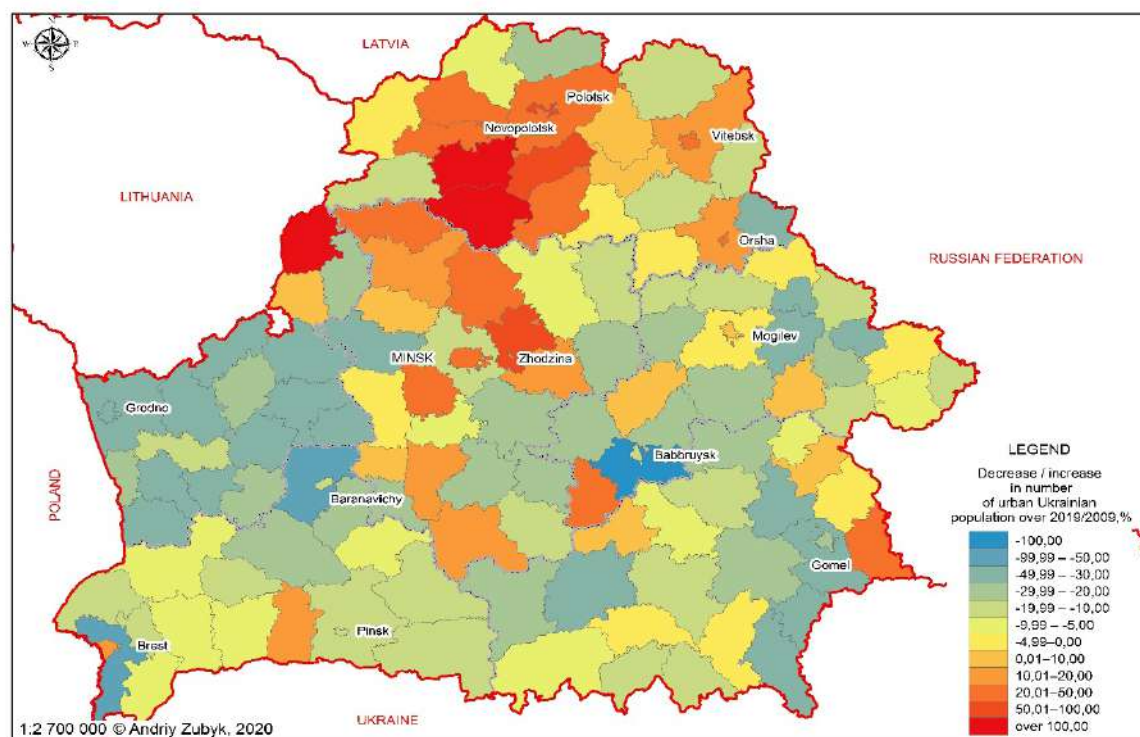 N
S
LATVIA
Polotsk
Novopolotsk
Vitebsk
LITHUANIA
Orsha
RUSSIAN FEDERATION
Mogilev
MINSK
Zhodzina
Grodno
LEGEND
Babbruysk
Decrease / increase
in number
of urban Ukrainian
population over 2019/2009,%
POLAND
Baranavichy
-100,00
-99,99 – -50,00
-49,99 – -30,00
-29,99 – -20,00
-19,99 – -10,00
-9,99 – -5,00
-4,99–0,00
0,01–10,00
10,01–20,00
20,01–50,00
50,01–100,00
over 100,00
Gomel
Brest
Pinsk
UKRAINE
1:2 700 000 © Andriy Zubyk, 2020